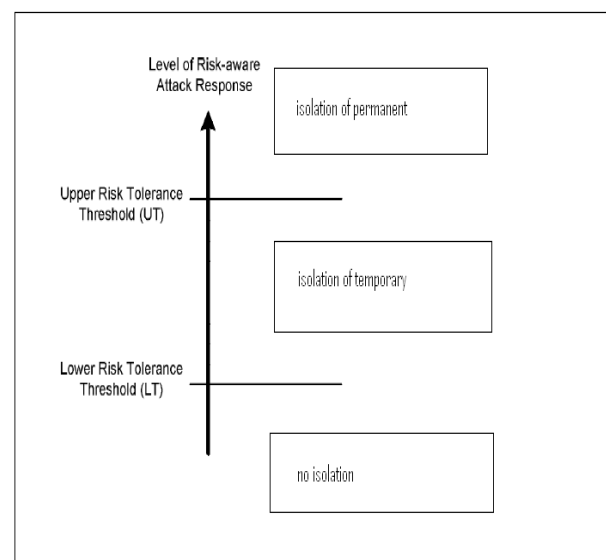 Level of Risk-aware
Attack Response
isolation of permanent
Upper Risk Tolerance
Threshold (UT)
isolation of temporary
Lower Risk Tolerance
Threshold (LT)
no isolation